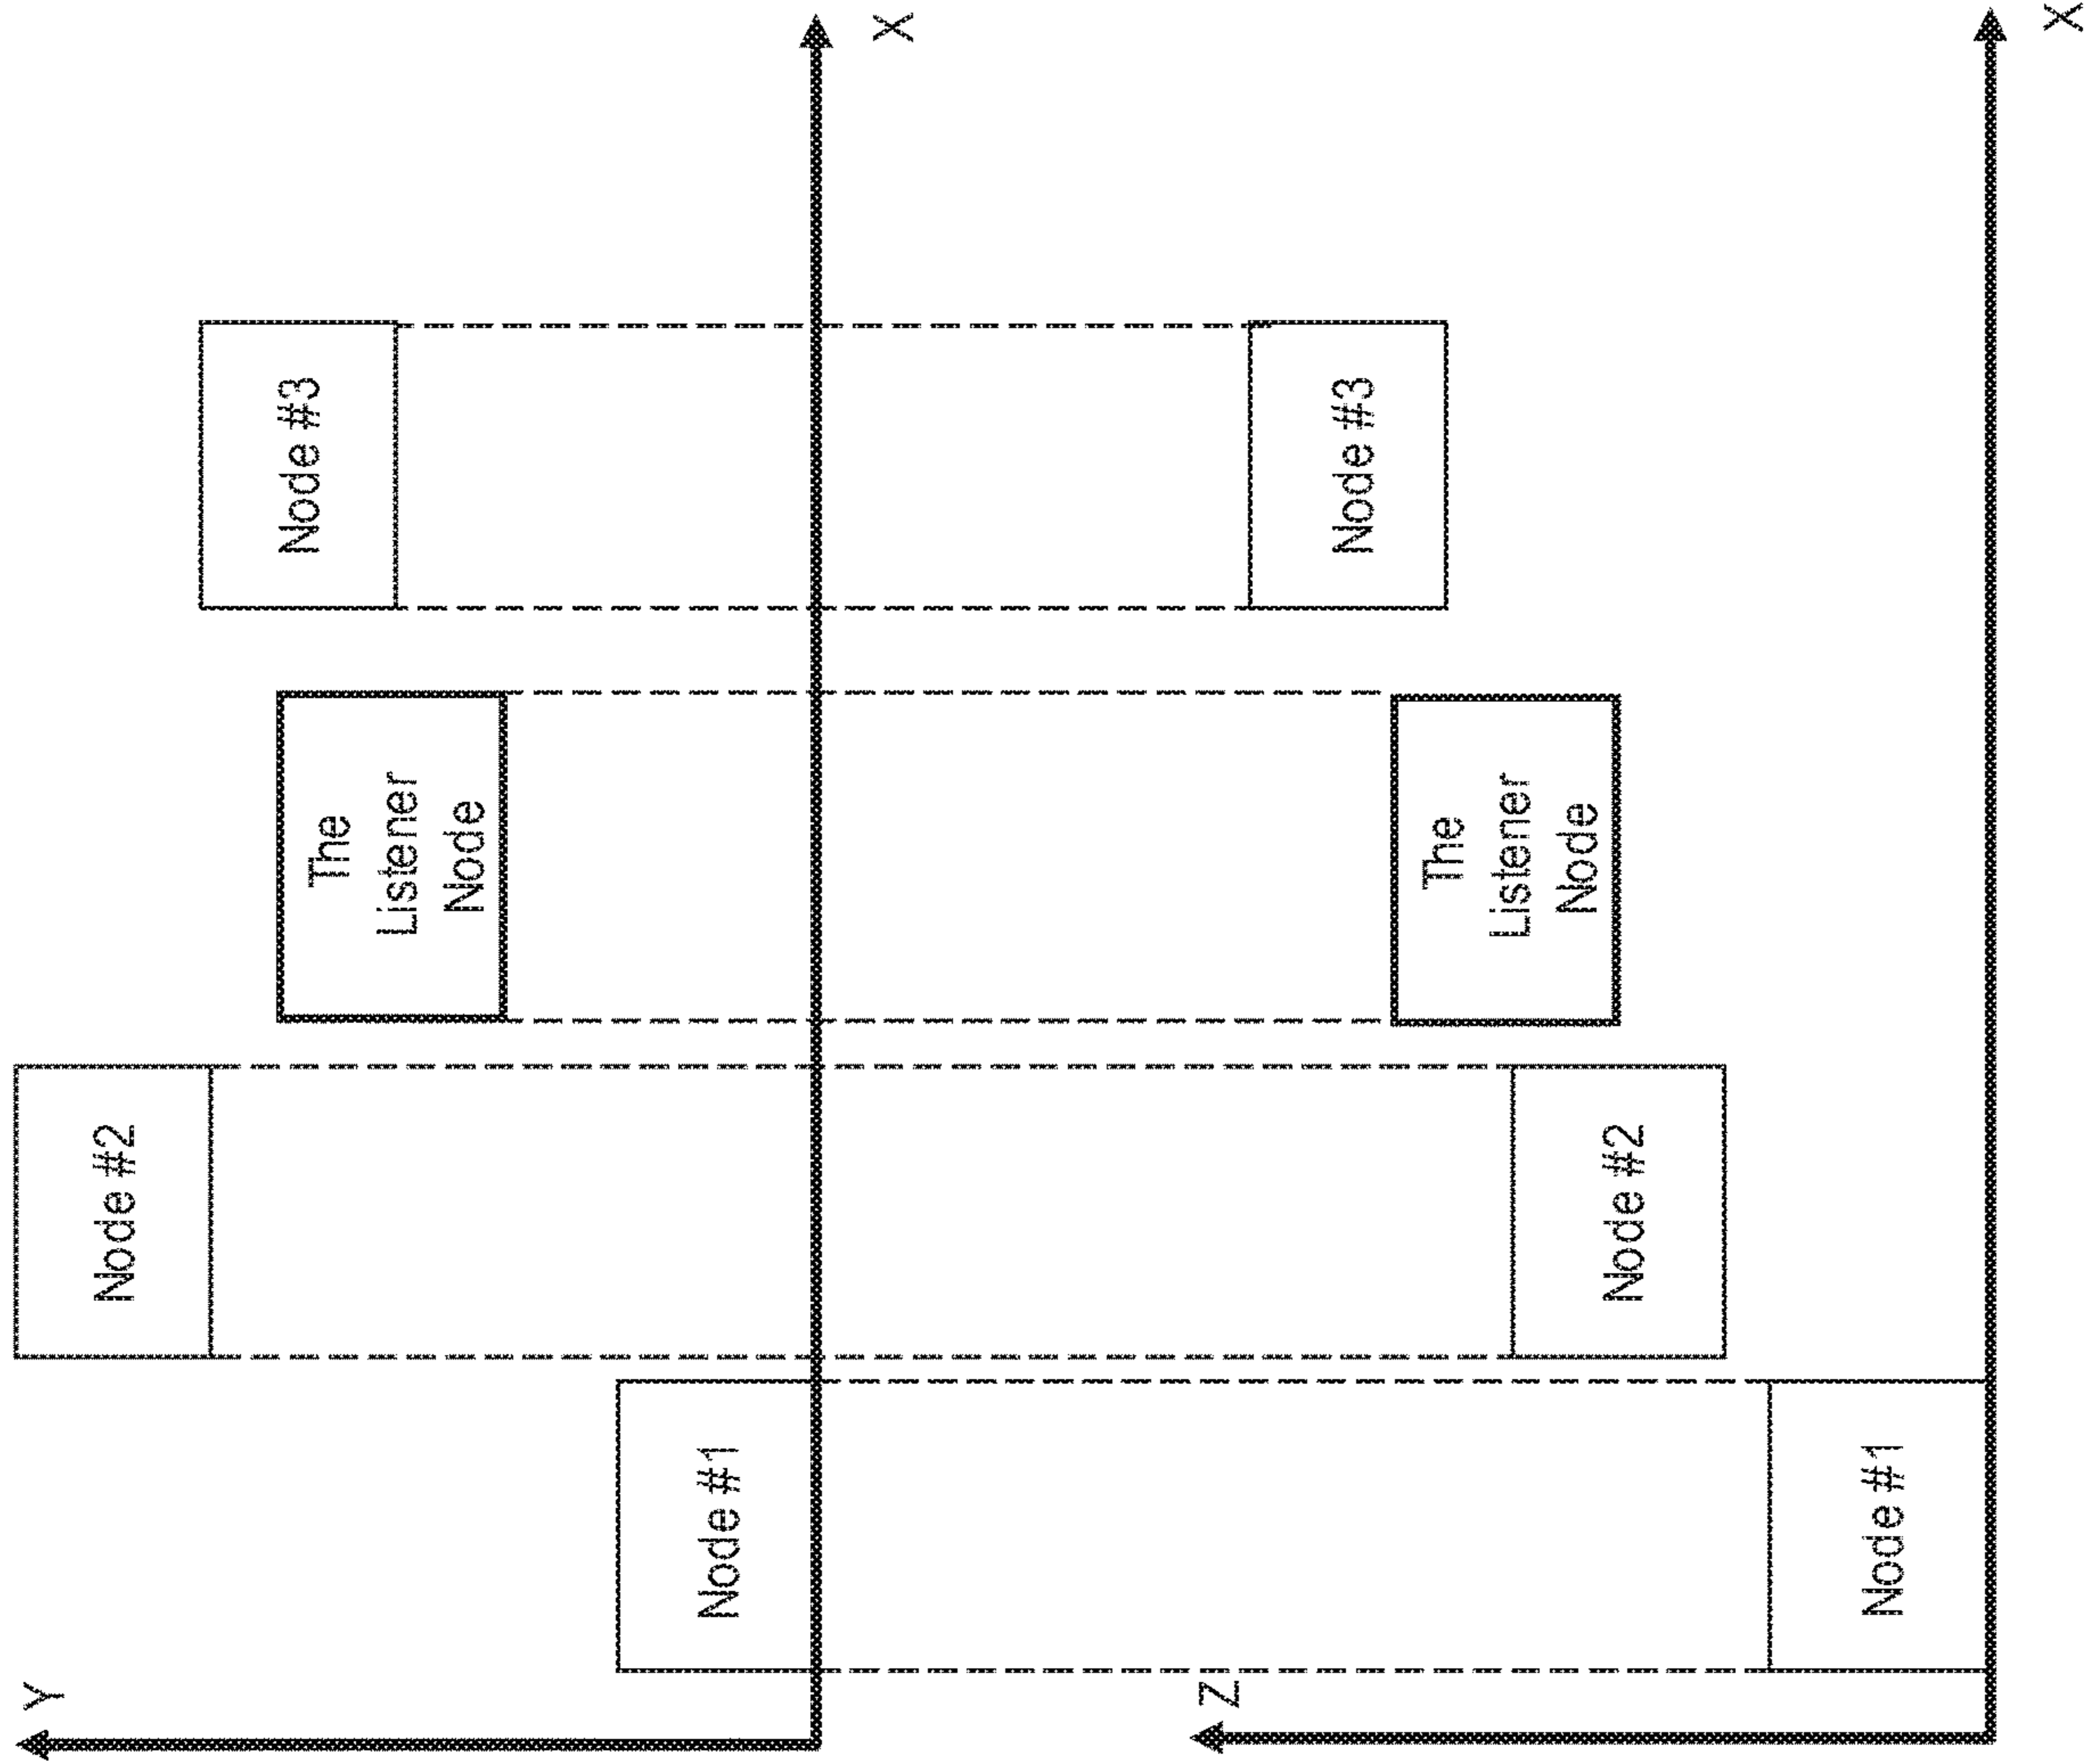 Y
Node #2
Node #3
The
Listener
Node
Node #1
X
Z
Node #3
The
Listener
Node
Node #2
Node #1
X